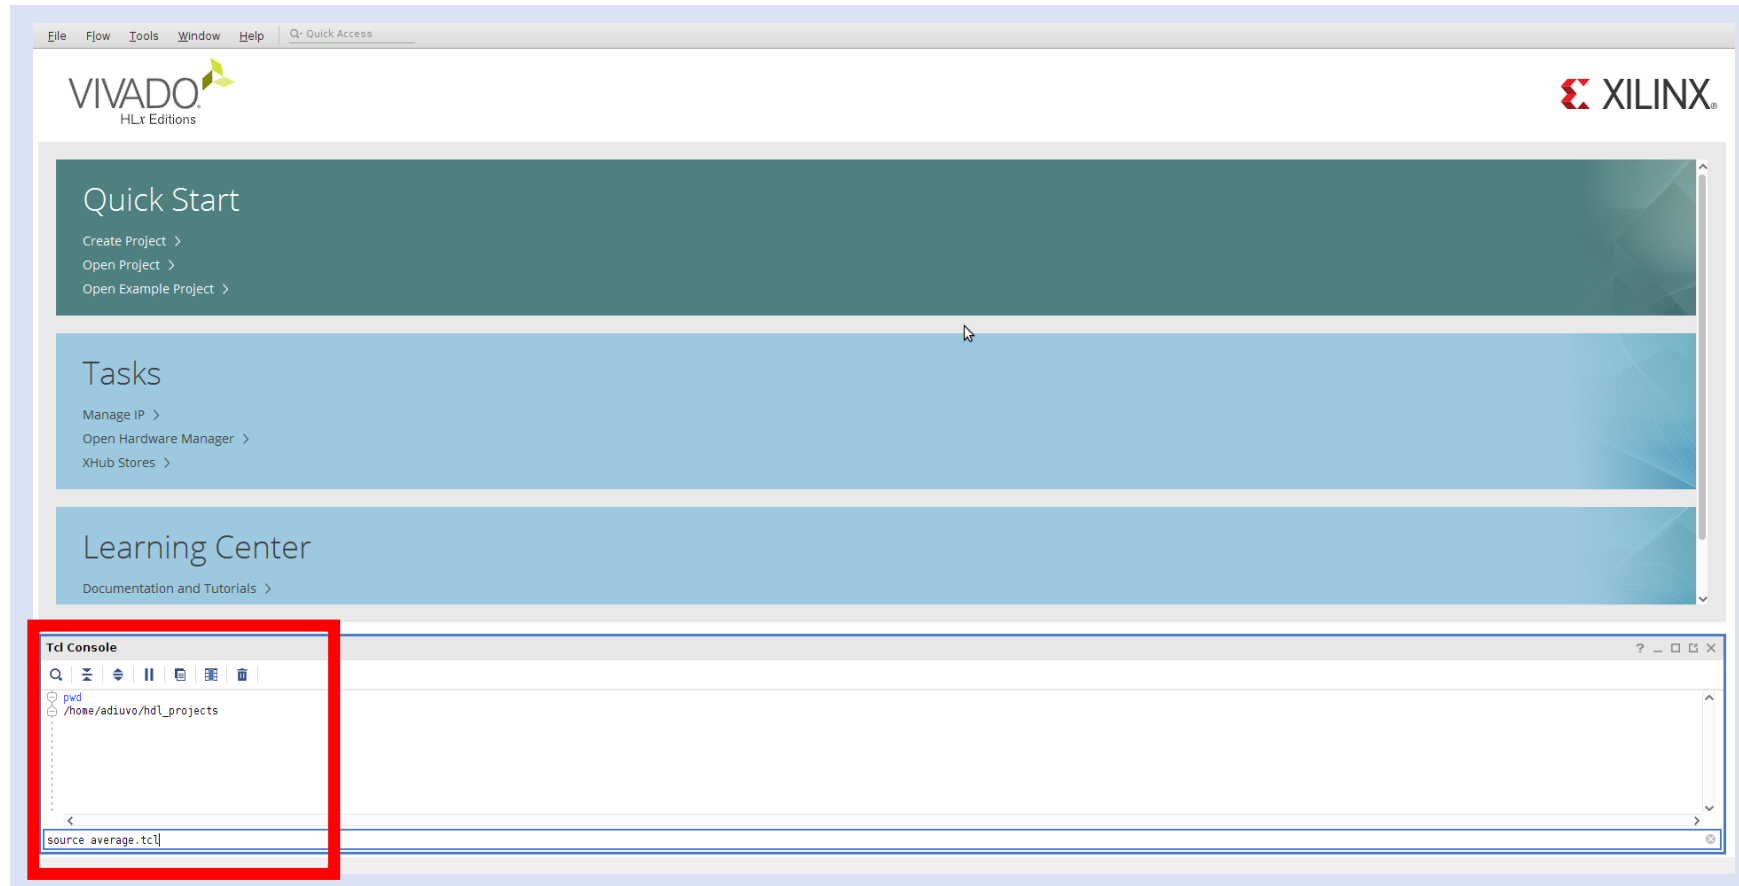 File Flow Tools Window Help Q- Quick Access
VIVADO.
HLx Editions
XILINX®
Quick Start
Create Project >
Open Project >
Open Example Project >
Tasks
Manage IP >
Open Hardware Manager >
XHub Stores >
Learning Center
Documentation and Tutorials >
Tcl Console
pwd
/home/adiuvo/hdl_projects
source average.tcl